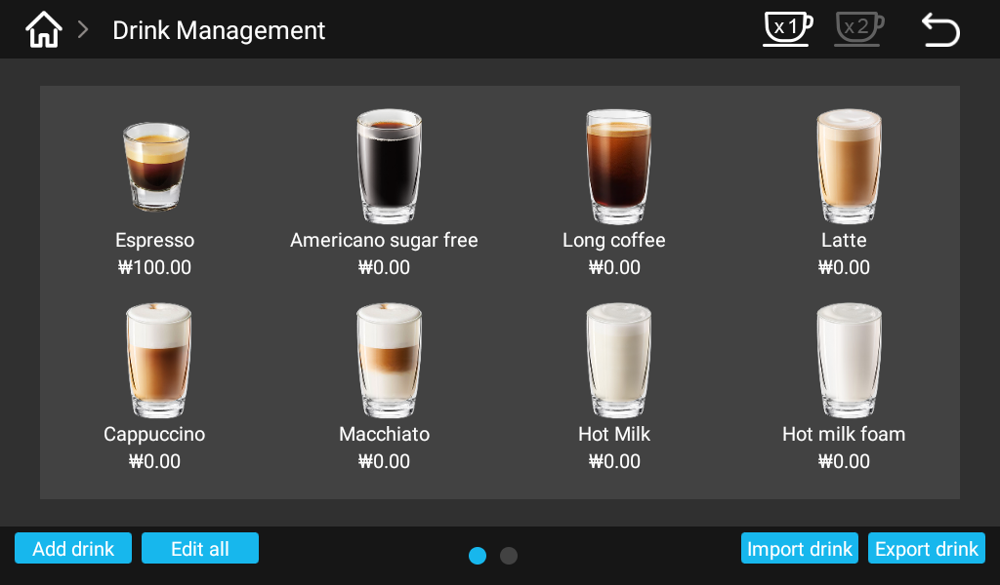 Drink Management
x1
x2
Espresso
₩100.00
Americano sugar free
₩0.00
Long coffee
₩0.00
Latte
₩0.00
Cappuccino
₩0.00
Macchiato
₩0.00
Hot Milk
₩0.00
Hot milk foam
₩0.00
Add drink
Edit all
Import drink
Export drink